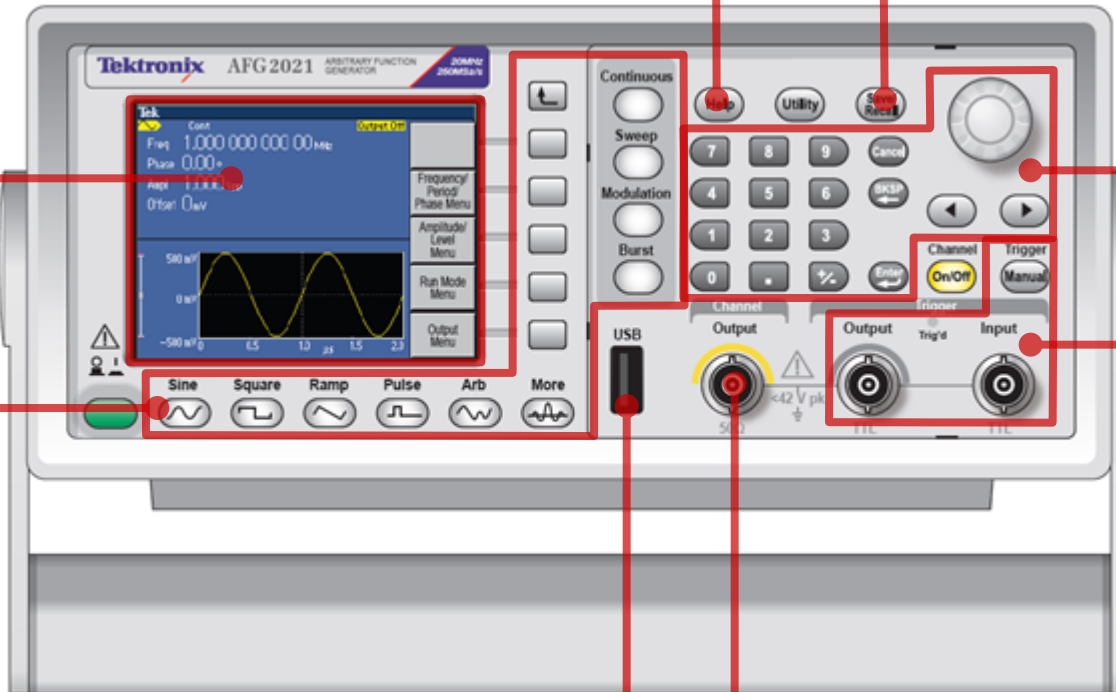 Tektronix AFG2021 ARBITRARY FUNCTION GENERATOR 20MHz 250MSa/s
Tek
Cont Output Off
Freq 1.000 000 000 00 MHz
Phase 0.00 °
Ampl 1.000
Offset 0 mV
Frequency/
Period/
Phase Menu
Amplitude/
Level
Menu
Run Mode
Menu
Output
Menu
500 mV
0 mV
-500 mV
0 0.5 1.0 µs 1.5 2.0
Sine Square Ramp Pulse Arb More
Continuous
Sweep
Modulation
Burst
Help Utility Save/
Recall
7 8 9 Cancel
4 5 6 BKSP
1 2 3
0 . +/- Enter
Channel
On/Off
Trigger
Manual
USB
Channel
Output
50Ω
<42 V pk
Trigger
Output Trig'd Input
TTL TTL